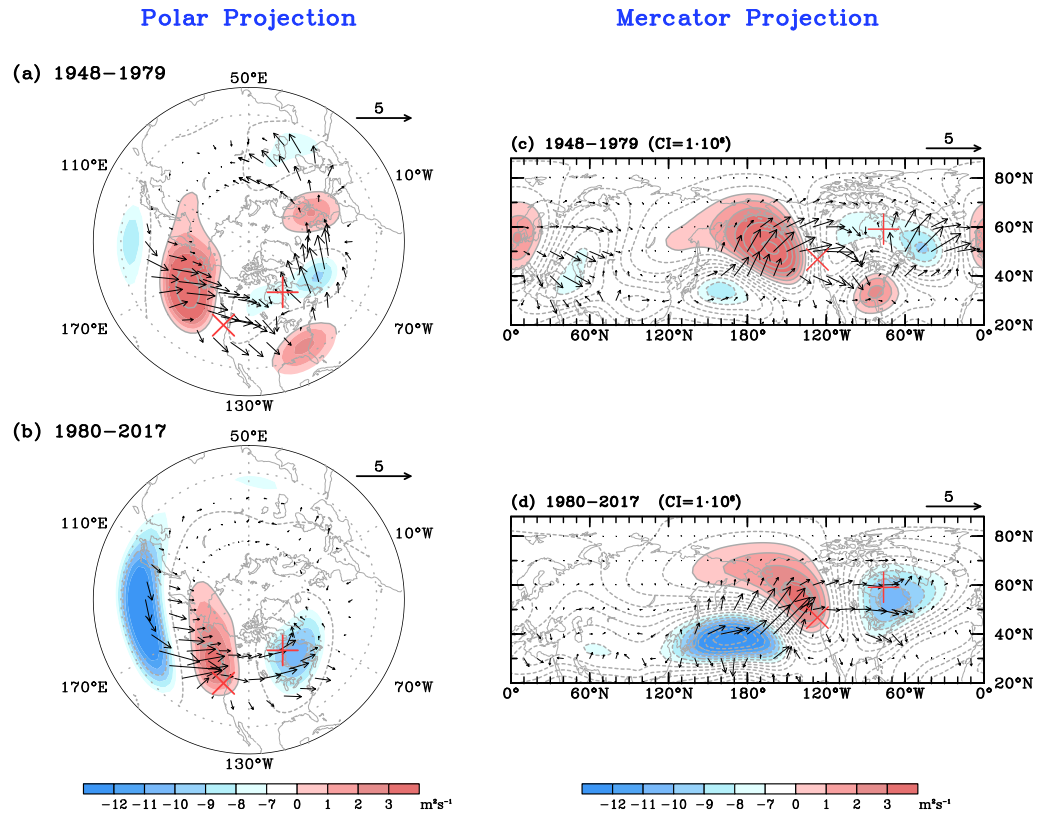 Polar Projection
Mercator Projection
(a) 1948−1979
50°E
5
110°E
10°W
170°E
70°W
130°W
(c) 1948−1979 (CI=1·10⁶)
5
80°N
60°N
40°N
20°N
0° 60°N 120°N 180° 120°W 60°W 0°
(b) 1980−2017
50°E
5
110°E
10°W
170°E
70°W
130°W
(d) 1980−2017 (CI=1·10⁶)
5
80°N
60°N
40°N
20°N
0° 60°N 120°N 180° 120°W 60°W 0°
−12 −11 −10 −9 −8 −7 0 1 2 3 m²s⁻¹
−12 −11 −10 −9 −8 −7 0 1 2 3 m²s⁻¹